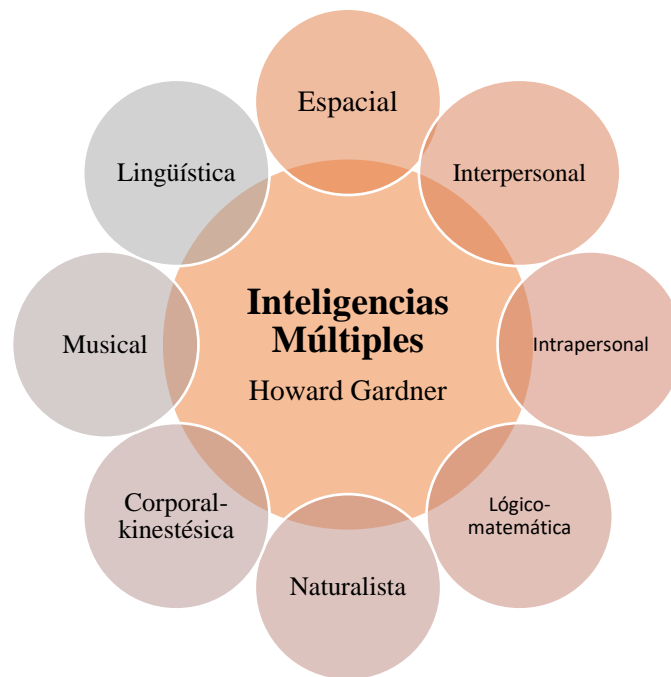 Espacial
Interpersonal
Intrapersonal
Lógico-
matemática
Naturalista
Corporal-
kinestésica
Musical
Lingüística
Inteligencias
Múltiples
Howard Gardner